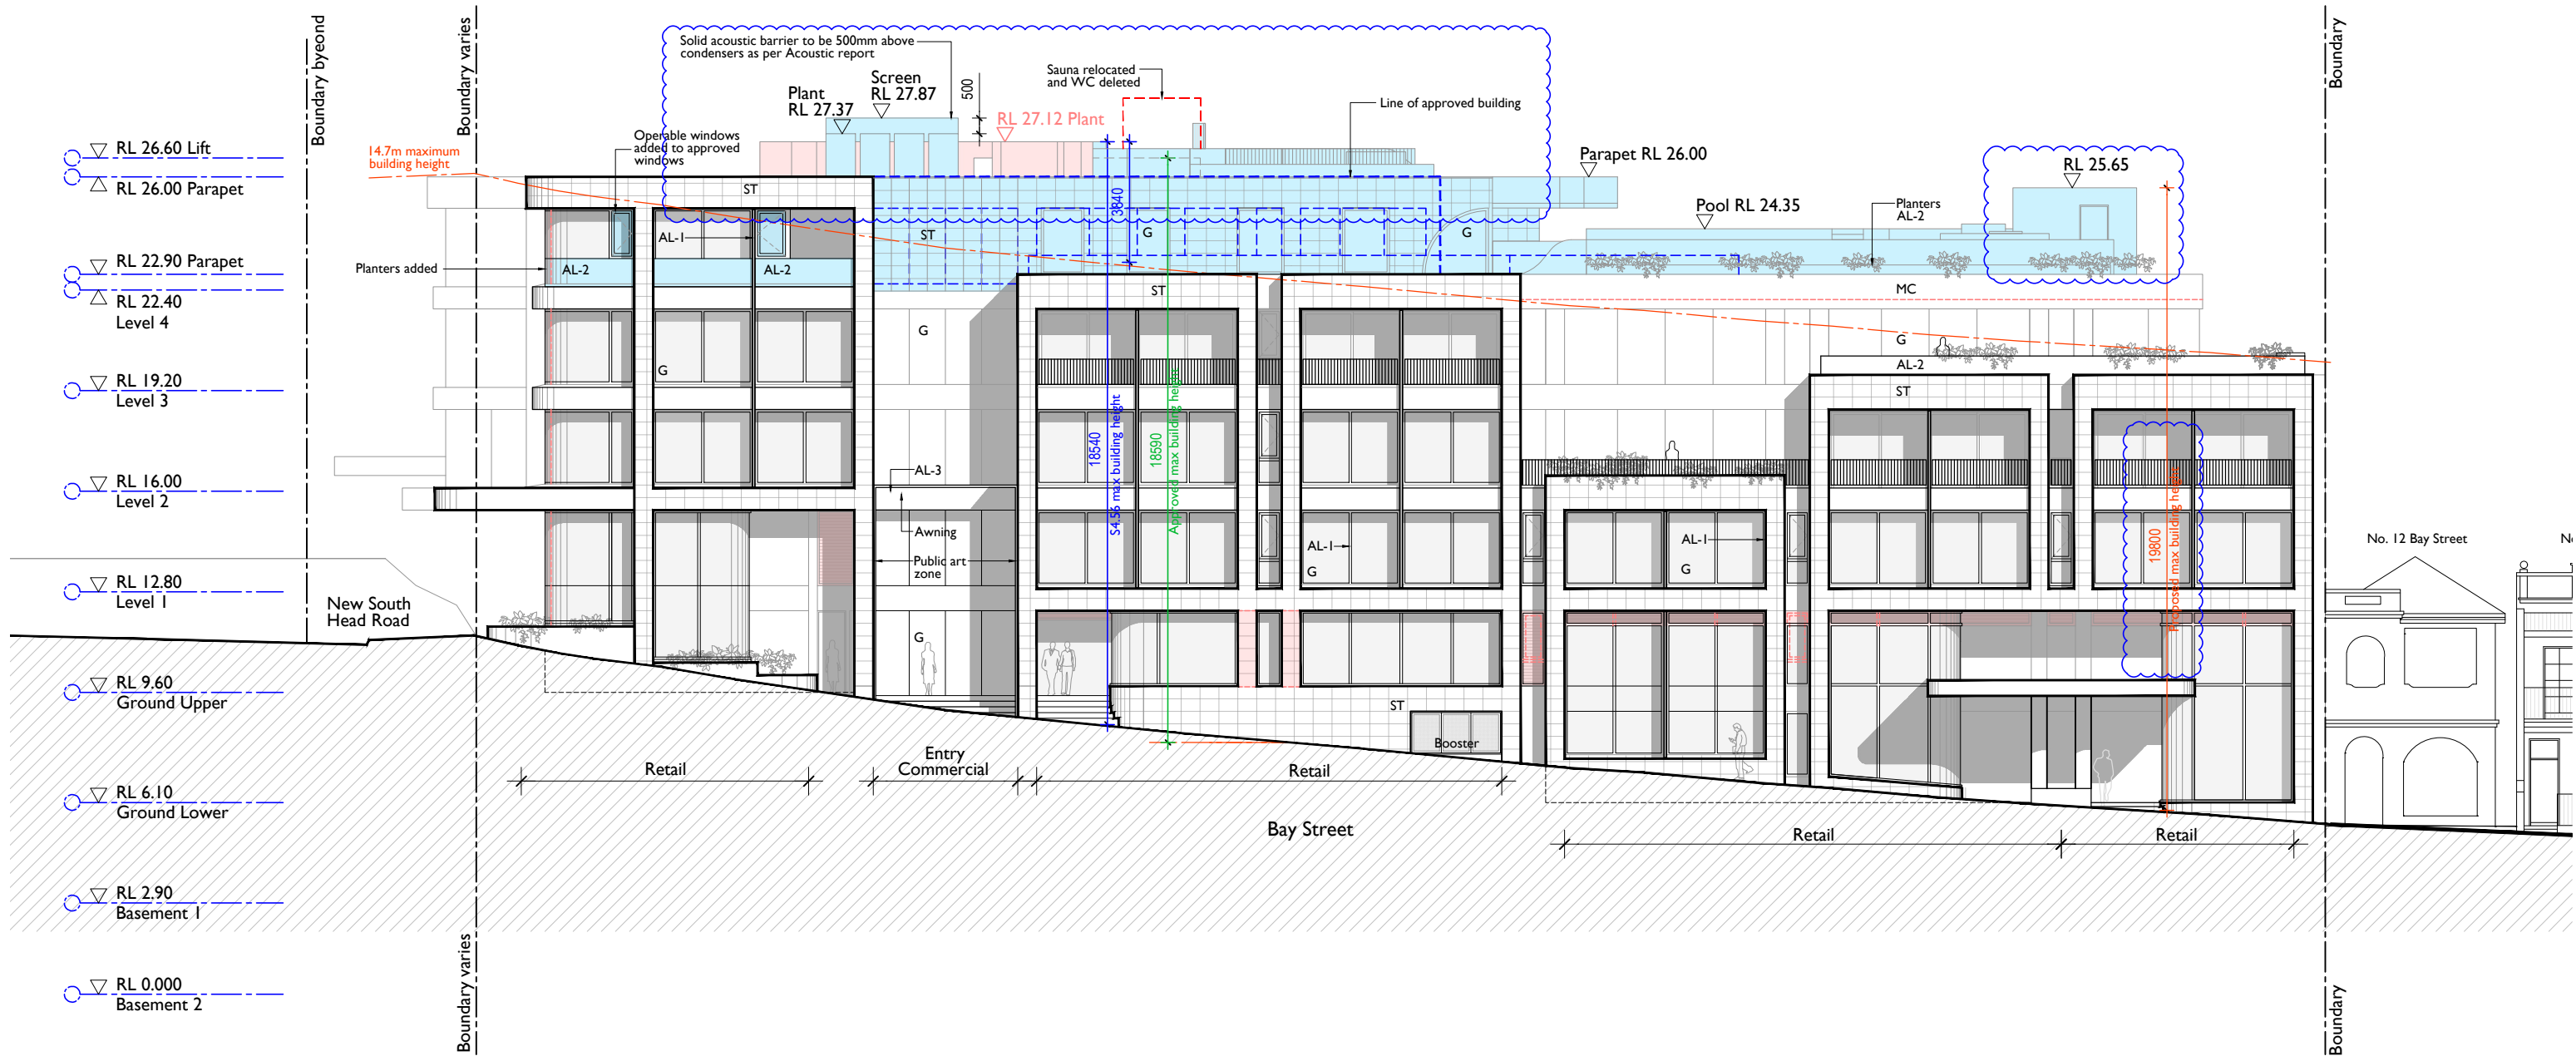 Boundary byeond
Boundary varies
Boundary
Solid acoustic barrier to be 500mm above
condensers as per Acoustic report
Screen
RL 27.87
Plant
RL 27.37
500
RL 27.12 Plant
Sauna relocated
and WC deleted
Line of approved building
Operable windows
added to approved
windows
14.7m maximum
building height
Parapet RL 26.00
RL 25.65
Pool RL 24.35
Planters
AL-2
RL 26.60 Lift
RL 26.00 Parapet
RL 22.90 Parapet
RL 22.40
Level 4
RL 19.20
Level 3
RL 16.00
Level 2
RL 12.80
Level 1
RL 9.60
Ground Upper
RL 6.10
Ground Lower
RL 2.90
Basement 1
RL 0.000
Basement 2
New South
Head Road
Planters added
ST
AL-1
AL-2
AL-2
G
ST
G
3840
G
G
ST
MC
G
AL-2
ST
AL-3
Awning
Public art
zone
G
18540
S4.56 max building height
18590
Approved max building height
AL-1
G
AL-1
G
19800
Proposed max building height
ST
Booster
No. 12 Bay Street
Retail
Entry
Commercial
Retail
Retail
Retail
Bay Street
Boundary varies
Boundary